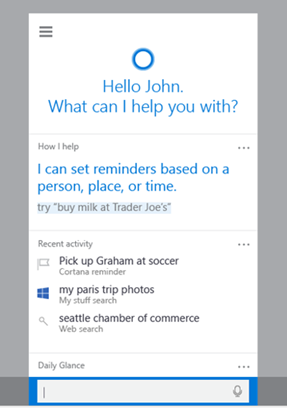 Hello John.
What can I help you with?
How I help
I can set reminders based on a
person, place, or time.
try "buy milk at Trader Joe's"
Recent activity
Pick up Graham at soccer
Cortana reminder
my paris trip photos
My stuff search
seattle chamber of commerce
Web search
Daily Glance